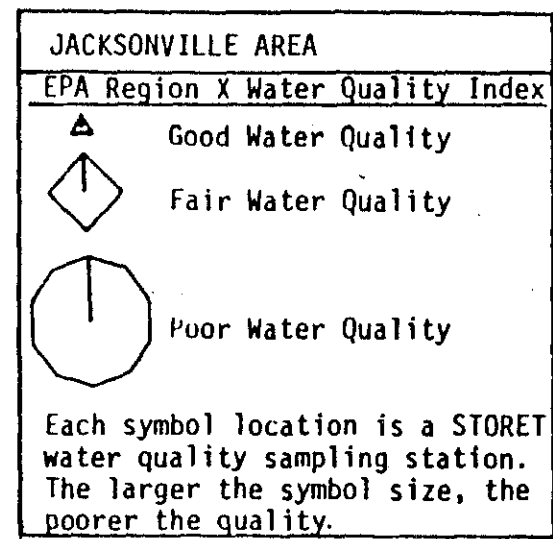 JACKSONVILLE AREA
EPA Region X Water Quality Index
Good Water Quality
Fair Water Quality
Poor Water Quality
Each symbol location is a STORET
water quality sampling station.
The larger the symbol size, the
poorer the quality.